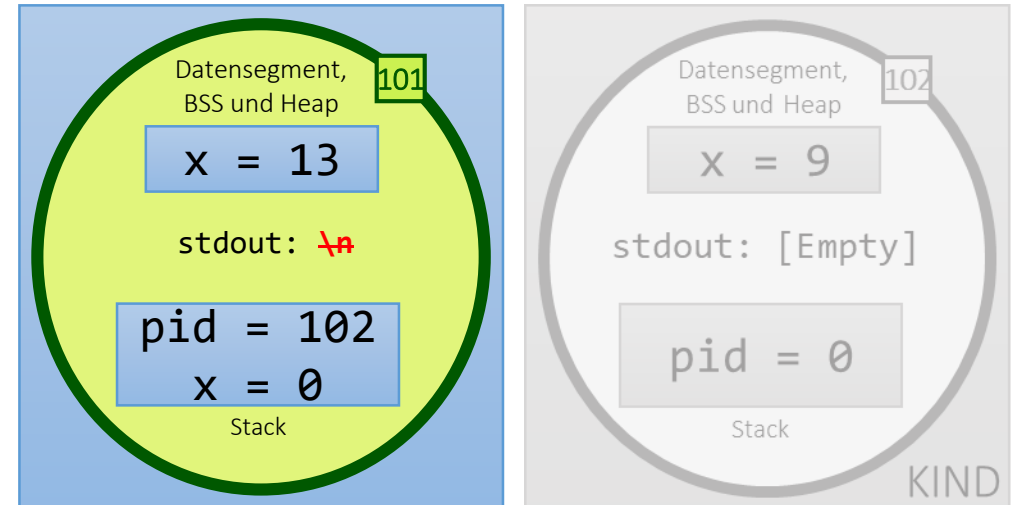 Datensegment,
BSS und Heap
101
x = 13
stdout: \n
pid = 102
x = 0
Stack
Datensegment,
BSS und Heap
102
x = 9
stdout: [Empty]
pid = 0
Stack
KIND